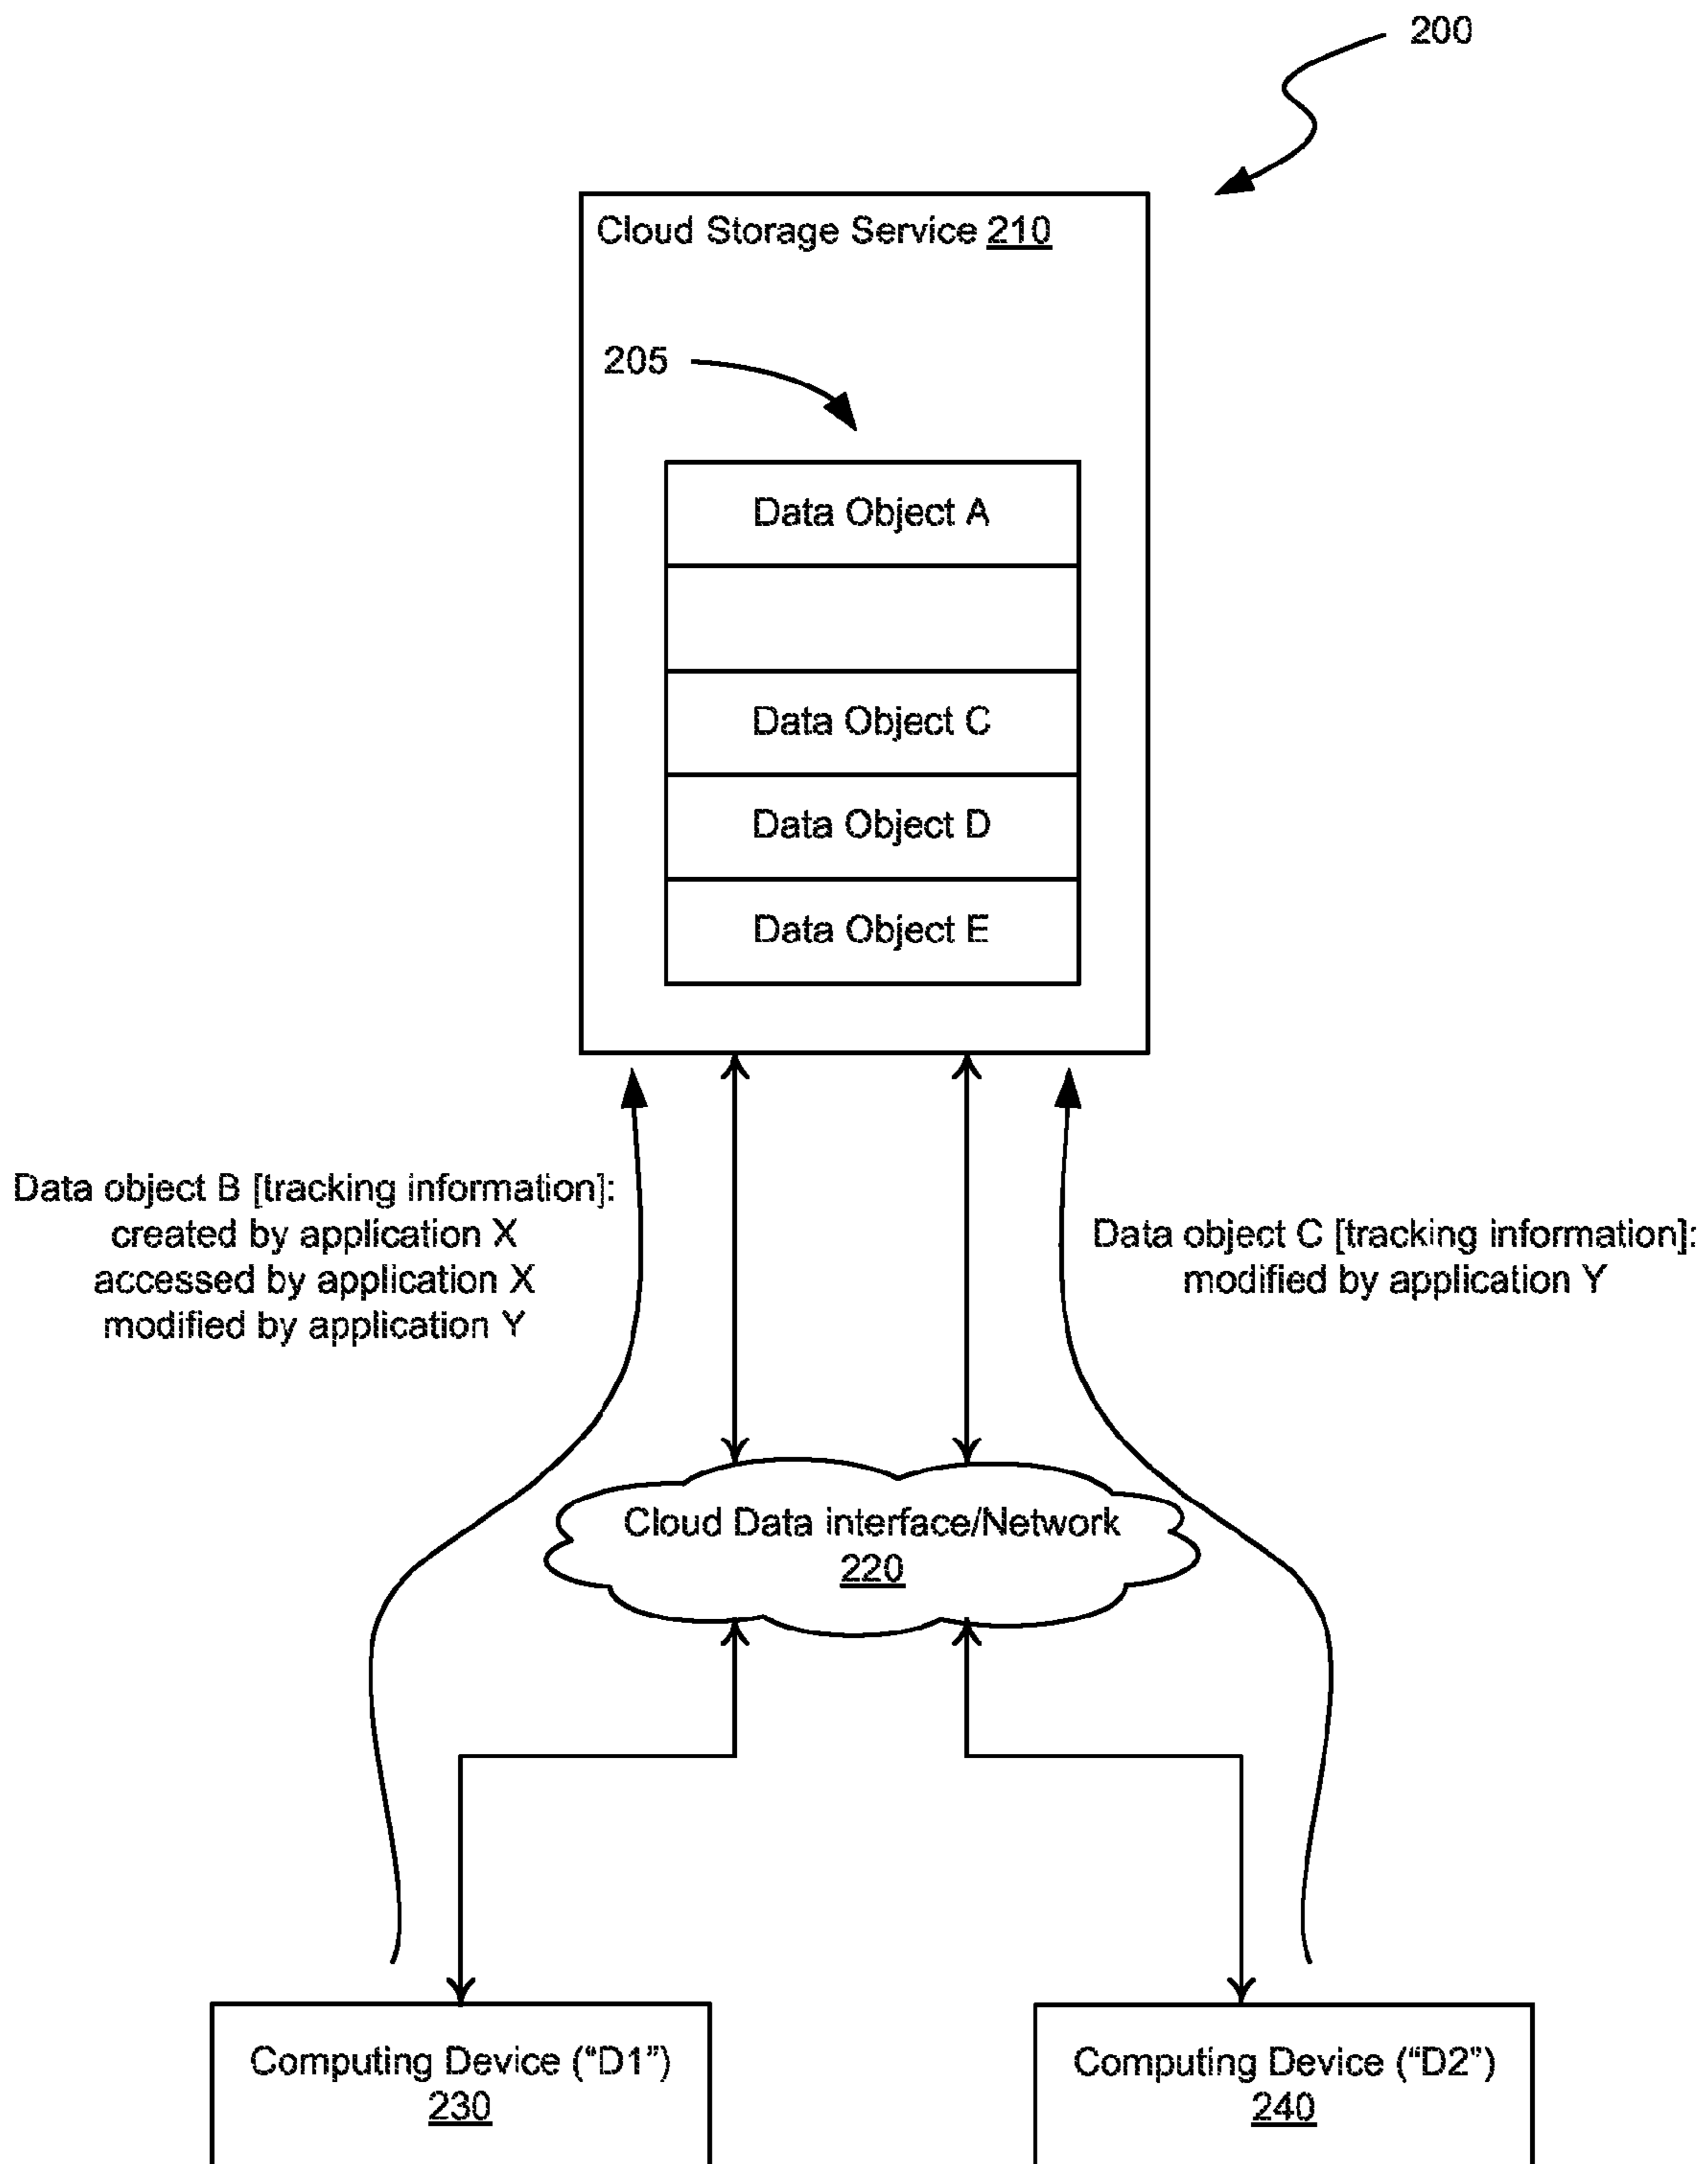 200
Cloud Storage Service 210
205
Data Object A
Data Object C
Data Object D
Data Object E
Data object B [tracking information]:
created by application X
accessed by application X
modified by application Y
Data object C [tracking information]:
modified by application Y
Cloud Data interface/Network
220
Computing Device (“D1”)
230
Computing Device (“D2”)
240